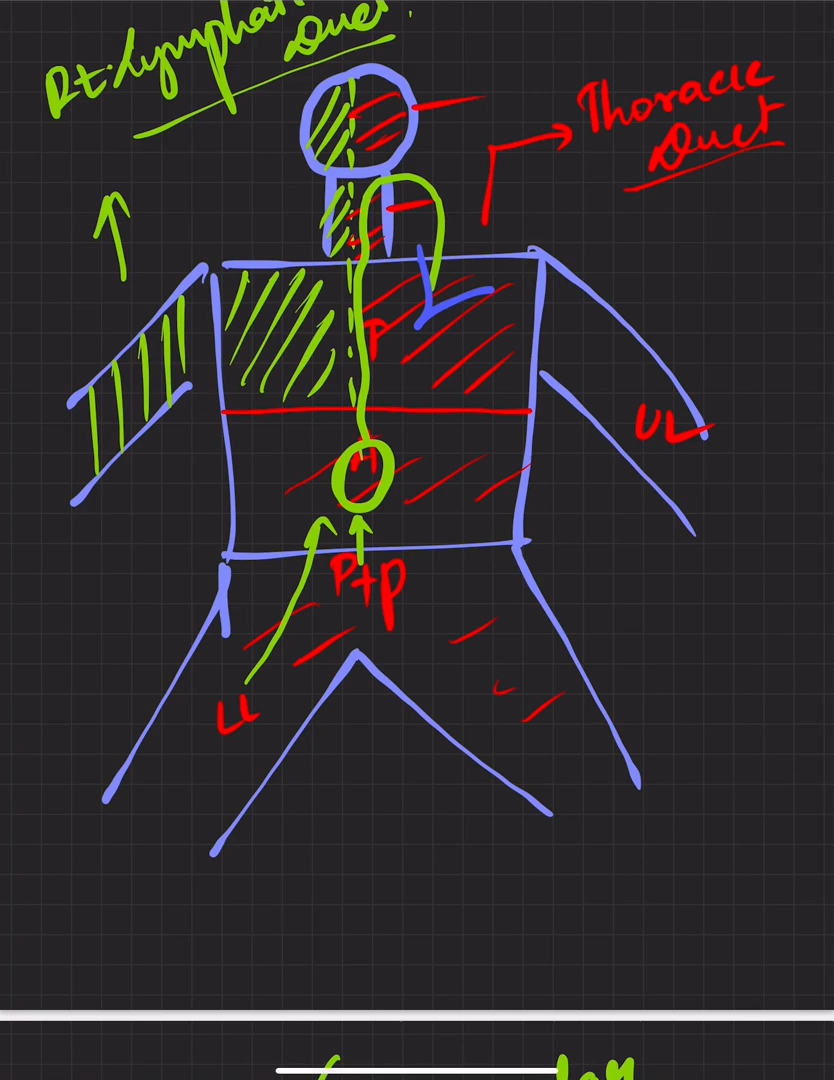 Rt. Lymphatic
Duct.
Thoracic
Duct
T
A
UL
P+P
LL